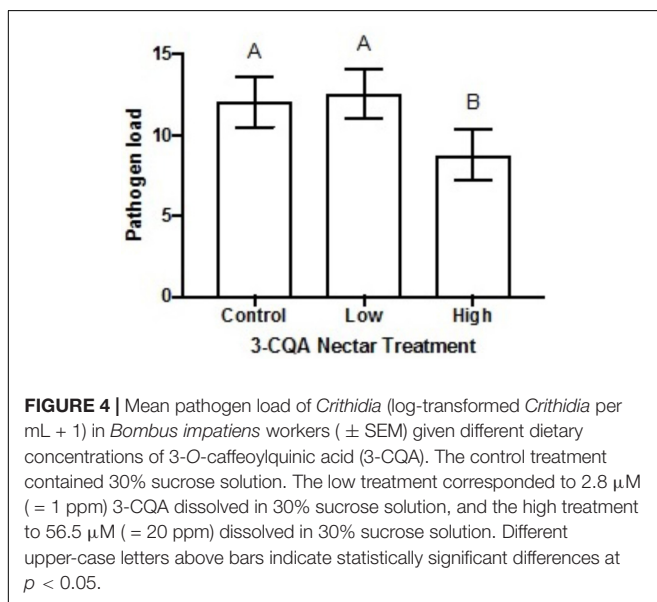 A
A
B
15
10
5
0
Pathogen load
Control Low High
3-CQA Nectar Treatment
FIGURE 4 | Mean pathogen load of Crithidia (log-transformed Crithidia per
mL + 1) in Bombus impatiens workers ( ± SEM) given different dietary
concentrations of 3-O-caffeoylquinic acid (3-CQA). The control treatment
contained 30% sucrose solution. The low treatment corresponded to 2.8 μM
( = 1 ppm) 3-CQA dissolved in 30% sucrose solution, and the high treatment
to 56.5 μM ( = 20 ppm) dissolved in 30% sucrose solution. Different
upper-case letters above bars indicate statistically significant differences at
p < 0.05.